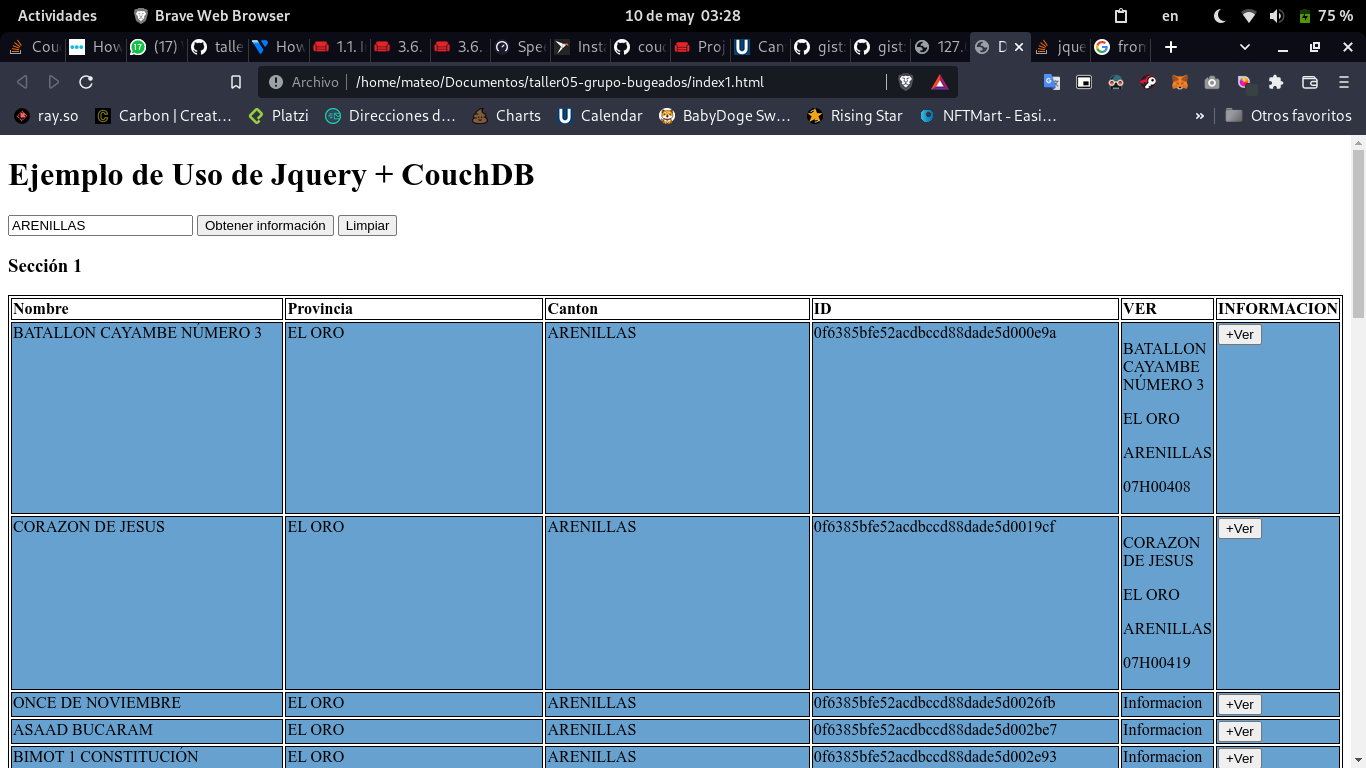 Actividades Brave Web Browser 10 de may 03:28 en 75 %
Cou How (17) talle How 1.1. I 3.6. 3.6. Spe Insta couc Proj Can gist: gist: 127. D jque fron
Archivo /home/mateo/Documentos/taller05-grupo-bugeados/index1.html
ray.so Carbon | Creat… Platzi Direcciones d… Charts Calendar BabyDoge Sw… Rising Star NFTMart - Easi… » Otros favoritos
Ejemplo de Uso de Jquery + CouchDB
ARENILLAS Obtener información Limpiar
Sección 1
Nombre Provincia Canton ID VER INFORMACION
BATALLON CAYAMBE NÚMERO 3 EL ORO ARENILLAS 0f6385bfe52acdbccd88dade5d000e9a +Ver
BATALLON
CAYAMBE
NÚMERO 3
EL ORO
ARENILLAS
07H00408
CORAZON DE JESUS EL ORO ARENILLAS 0f6385bfe52acdbccd88dade5d0019cf +Ver
CORAZON
DE JESUS
EL ORO
ARENILLAS
07H00419
ONCE DE NOVIEMBRE EL ORO ARENILLAS 0f6385bfe52acdbccd88dade5d0026fb Informacion +Ver
ASAAD BUCARAM EL ORO ARENILLAS 0f6385bfe52acdbccd88dade5d002be7 Informacion +Ver
BIMOT 1 CONSTITUCIÓN EL ORO ARENILLAS 0f6385bfe52acdbccd88dade5d002e93 Informacion +Ver